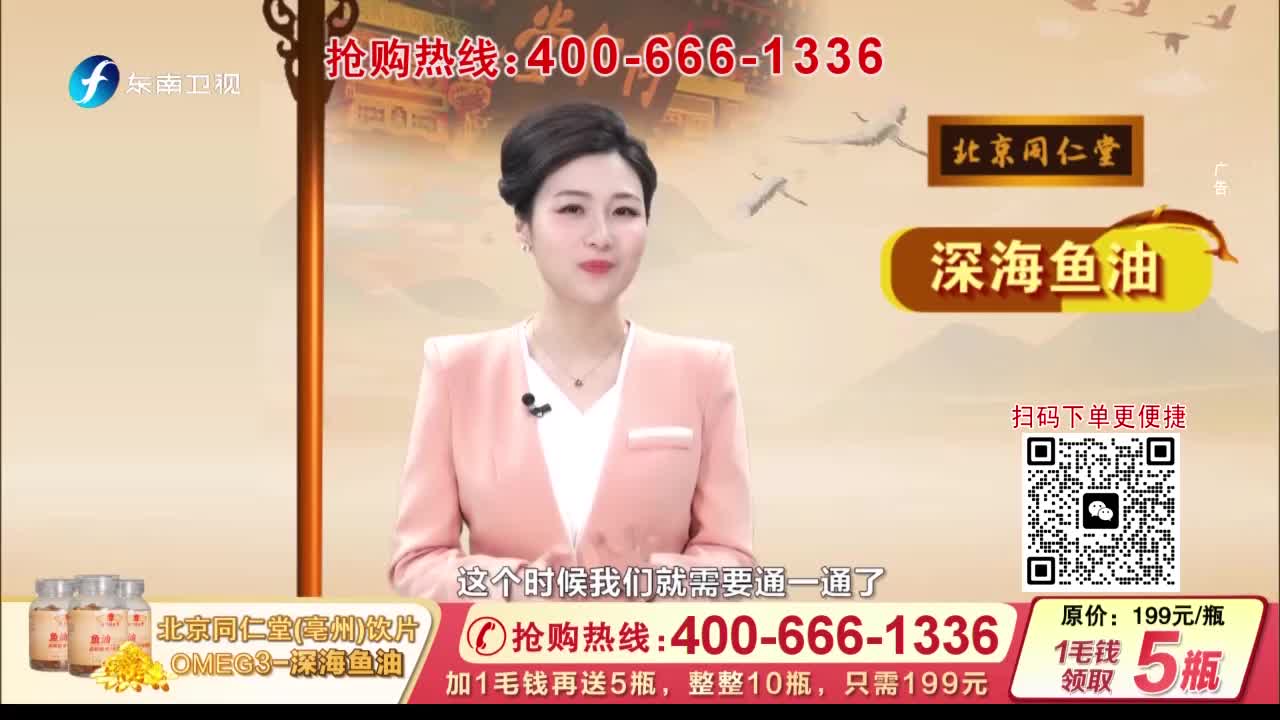 抢购热线:400-666-1336
东南卫视
北京同仁堂
广告
深海鱼油
扫码下单更便捷
这个时候我们就需要通一通了
北京同仁堂(亳州)饮片
OMEG3-深海鱼油
抢购热线:400-666-1336
加1毛钱再送5瓶，整整10瓶，只需199元
原价：199元/瓶
1毛钱
领取
5瓶
鱼油